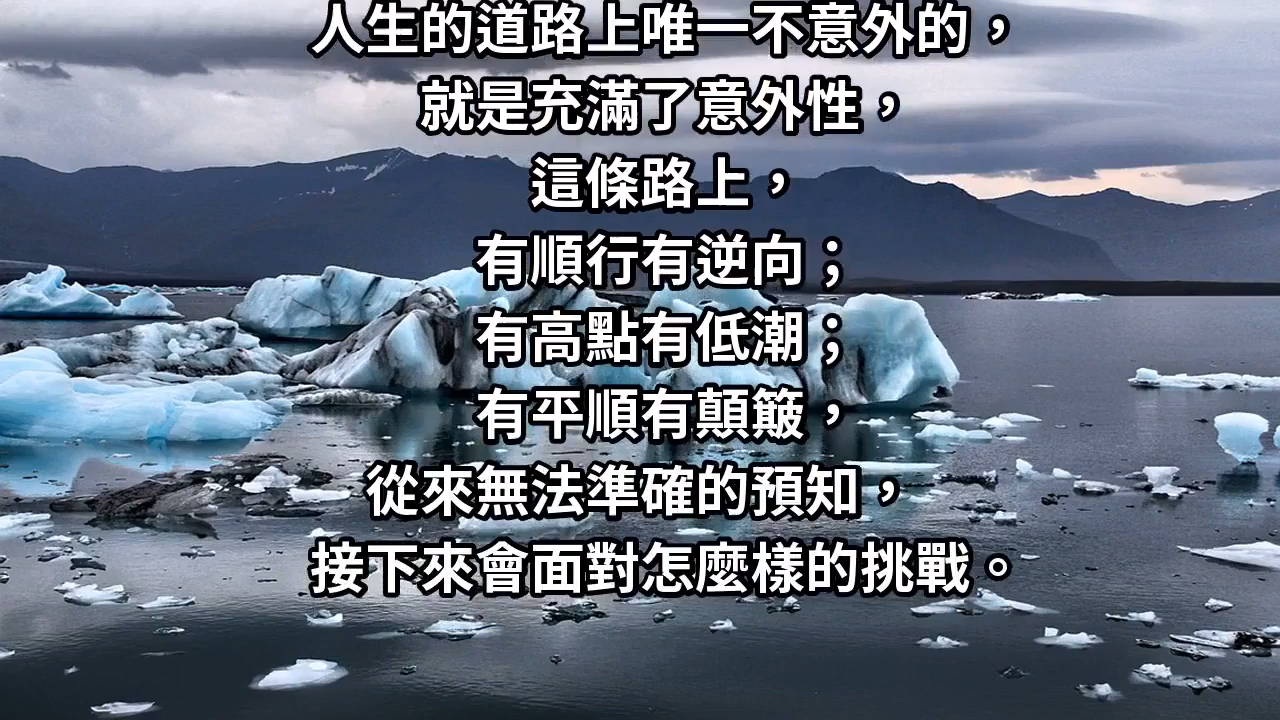 人生的道路上唯一不意外的，
就是充滿了意外性，
這條路上，
有順行有逆向；
有高點有低潮；
有平順有顛簸，
從來無法準確的預知，
接下來會面對怎麼樣的挑戰。